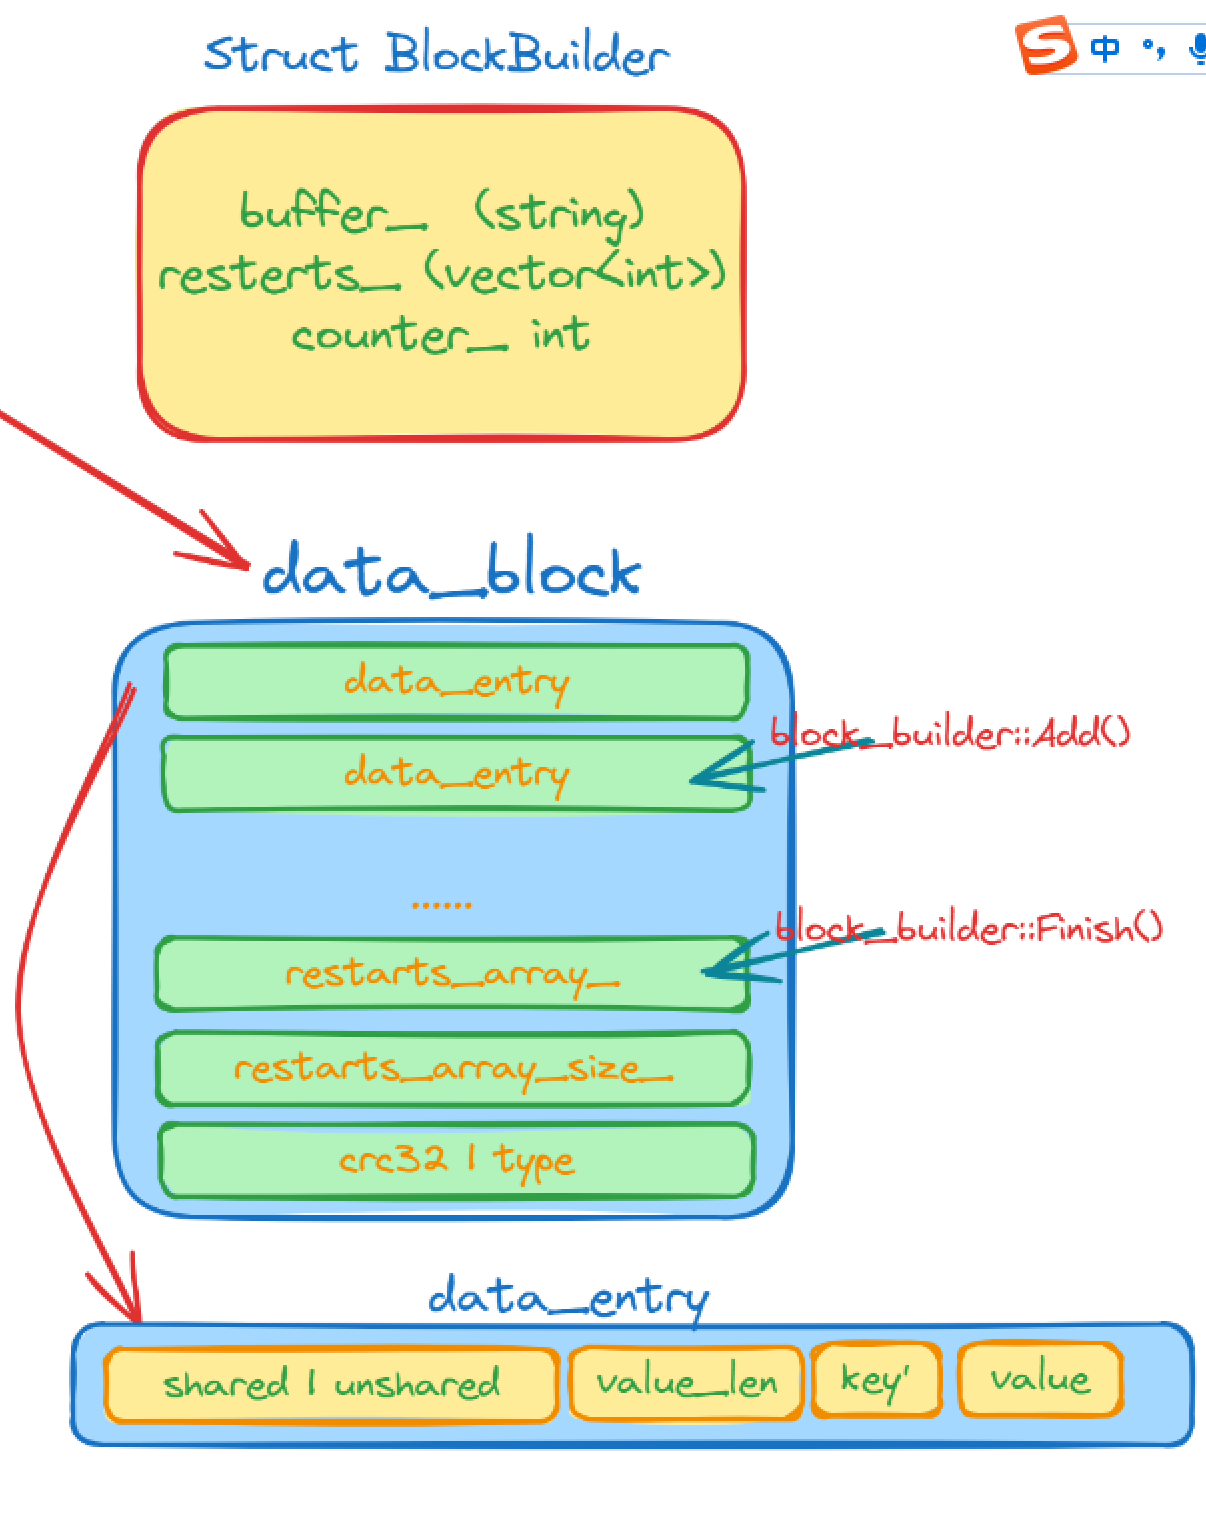 Struct BlockBuilder
S 中 °,
buffer_ (string)
resterts_ (vector<int>)
counter_ int
data_block
data_entry
block_builder::Add()
data_entry
......
block_builder::Finish()
restarts_array_
restarts_array_size_
crc32 | type
data_entry
shared | unshared value_len key' value